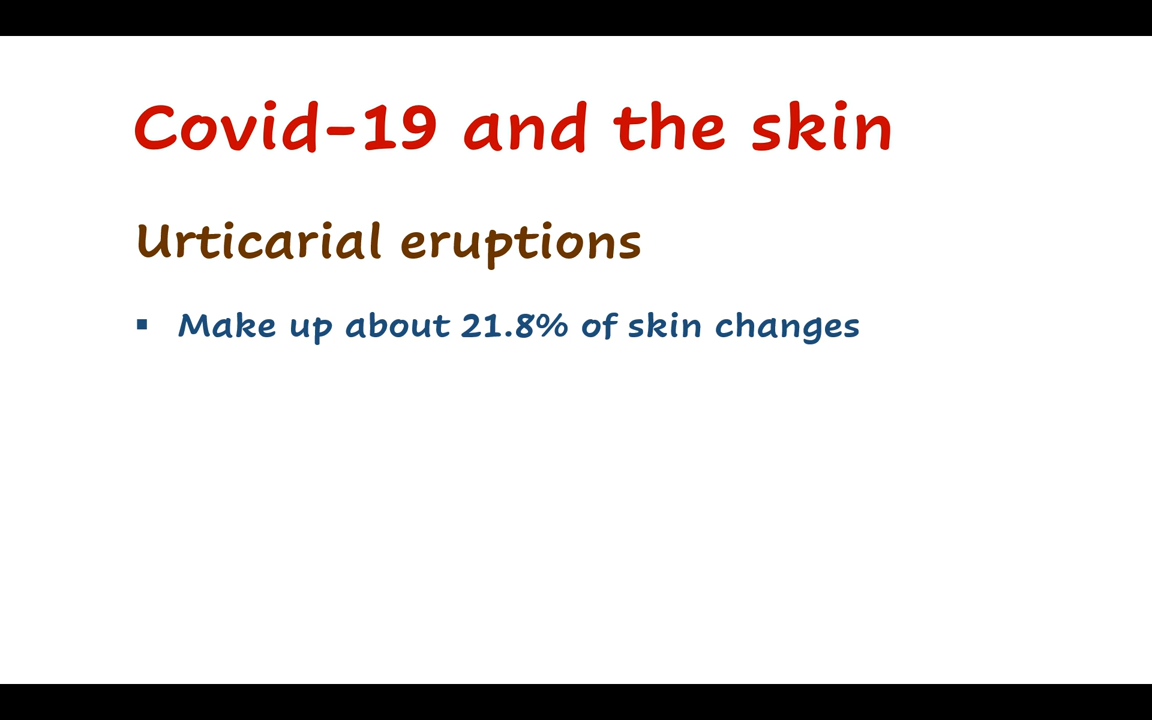 Covid-19 and the skin
Urticarial eruptions
▪ Make up about 21.8% of skin changes